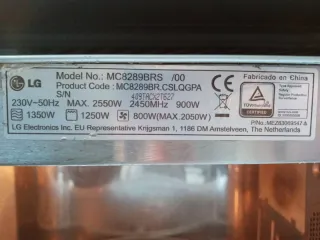 LG
Model No.: MC8289BRS /00
Product Code : MC8289BR.CSLQGPA
S/N
409TACX2T627
230V~50Hz MAX. 2550W 2450MHz 900W
1350W 1250W 800W(MAX.2050W)
LG Electronics Inc. EU Representative Krijgsman 1, 1186 DM Amstelveen, The Netherlands
Fabricado en China